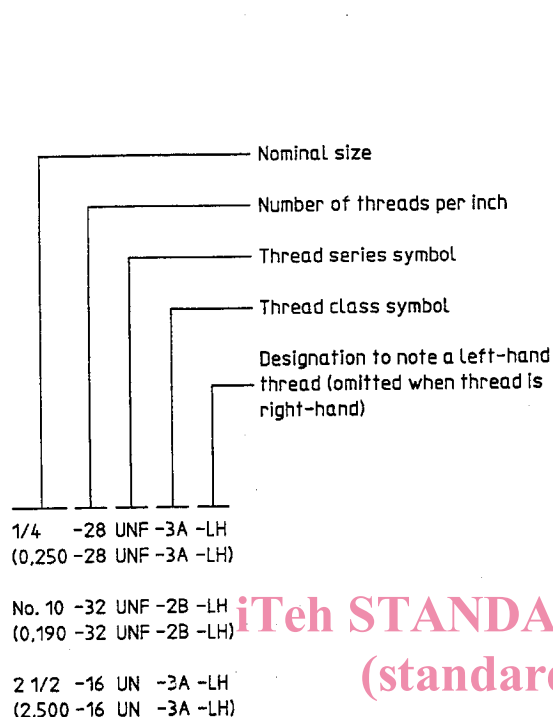 Nominal size
Number of threads per inch
Thread series symbol
Thread class symbol
Designation to note a left-hand
thread (omitted when thread is
right-hand)
1/4 -28 UNF -3A -LH
(0,250 -28 UNF -3A -LH)
No. 10 -32 UNF -2B -LH
(0,190 -32 UNF -2B -LH)
2 1/2 -16 UN -3A -LH
(2,500 -16 UN -3A -LH)
iTeh STANDA
(standard